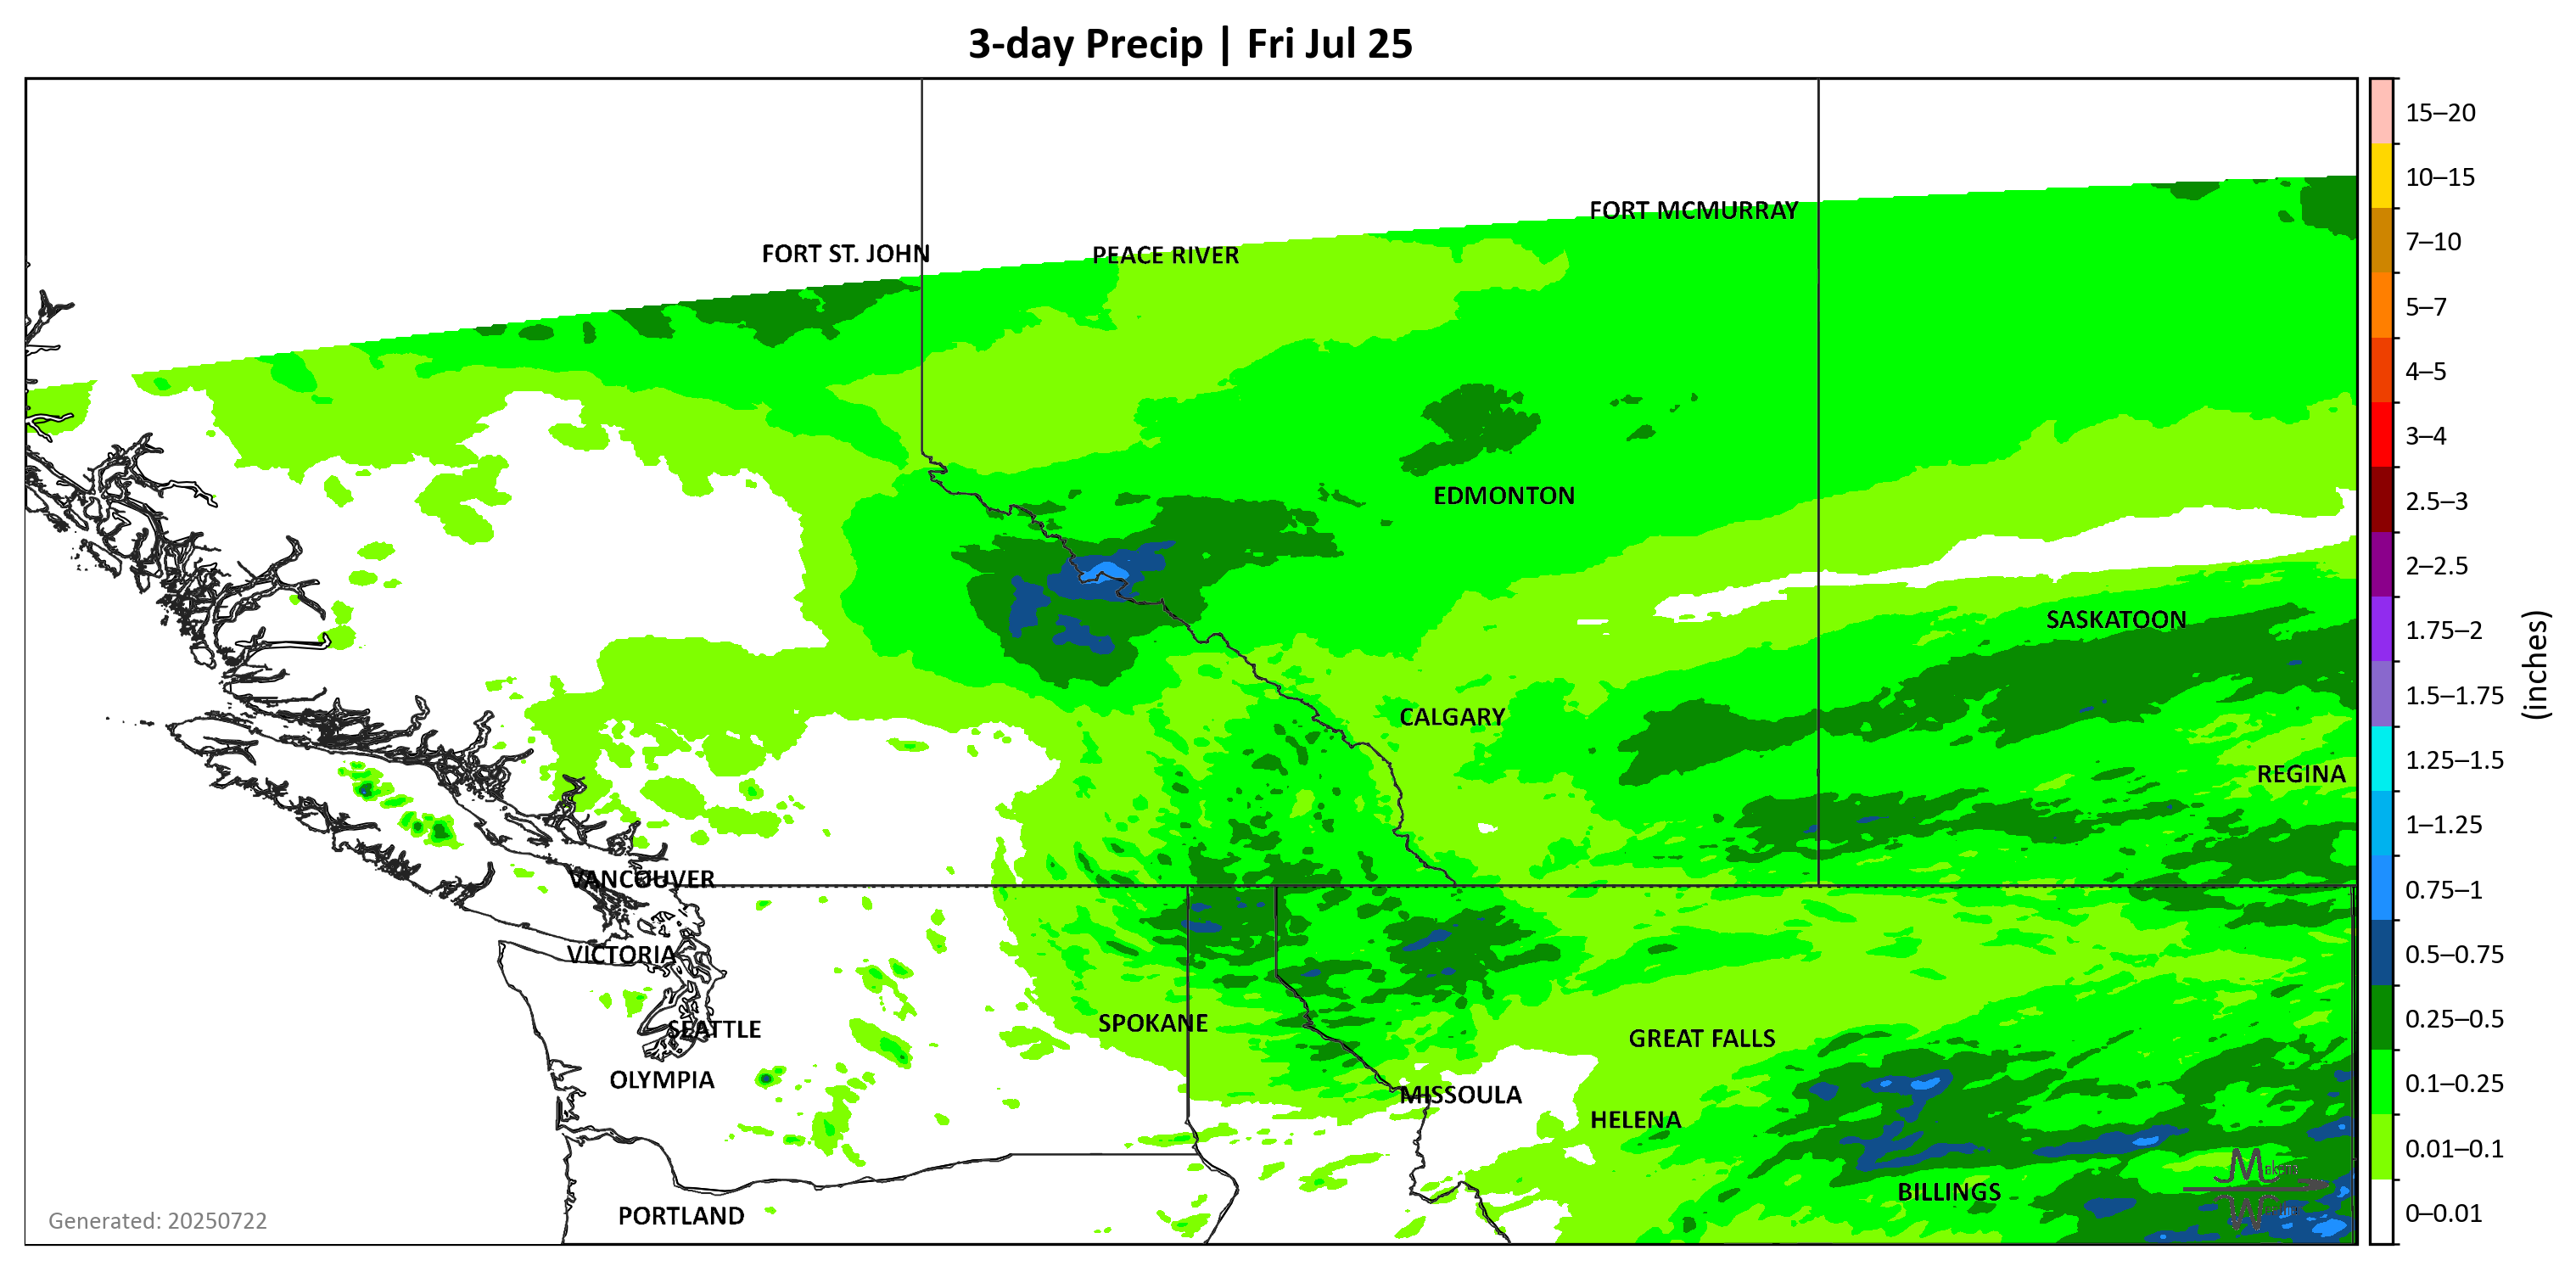 3-day Precip | Fri Jul 25
15–20
10–15
7–10
5–7
4–5
3–4
2.5–3
2–2.5
1.75–2
1.5–1.75
1.25–1.5
1–1.25
0.75–1
0.5–0.75
0.25–0.5
0.1–0.25
0.01–0.1
0–0.01
(inches)
FORT MCMURRAY
FORT ST. JOHN
PEACE RIVER
EDMONTON
SASKATOON
CALGARY
REGINA
VANCOUVER
VICTORIA
SPOKANE
SEATTLE
GREAT FALLS
OLYMPIA
MISSOULA
HELENA
BILLINGS
PORTLAND
Generated: 20250722